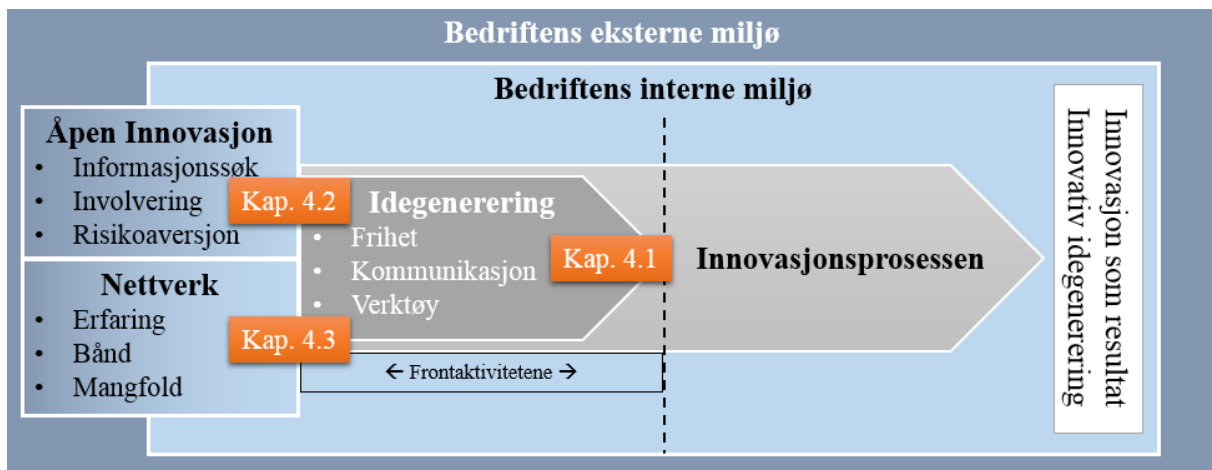 Bedriftens eksterne miljø
Bedriftens interne miljø
Åpen Innovasjon
• Informasjonssøk
• Involvering
• Risikoaversjon
Kap. 4.2
Nettverk
• Erfaring
• Bånd
• Mangfold
Kap. 4.3
Idegenerering
• Frihet
• Kommunikasjon
• Verktøy
Kap. 4.1
← Frontaktivitetene →
Innovasjonsprosessen
Innovasjon som resultat
Innovativ idegenerering